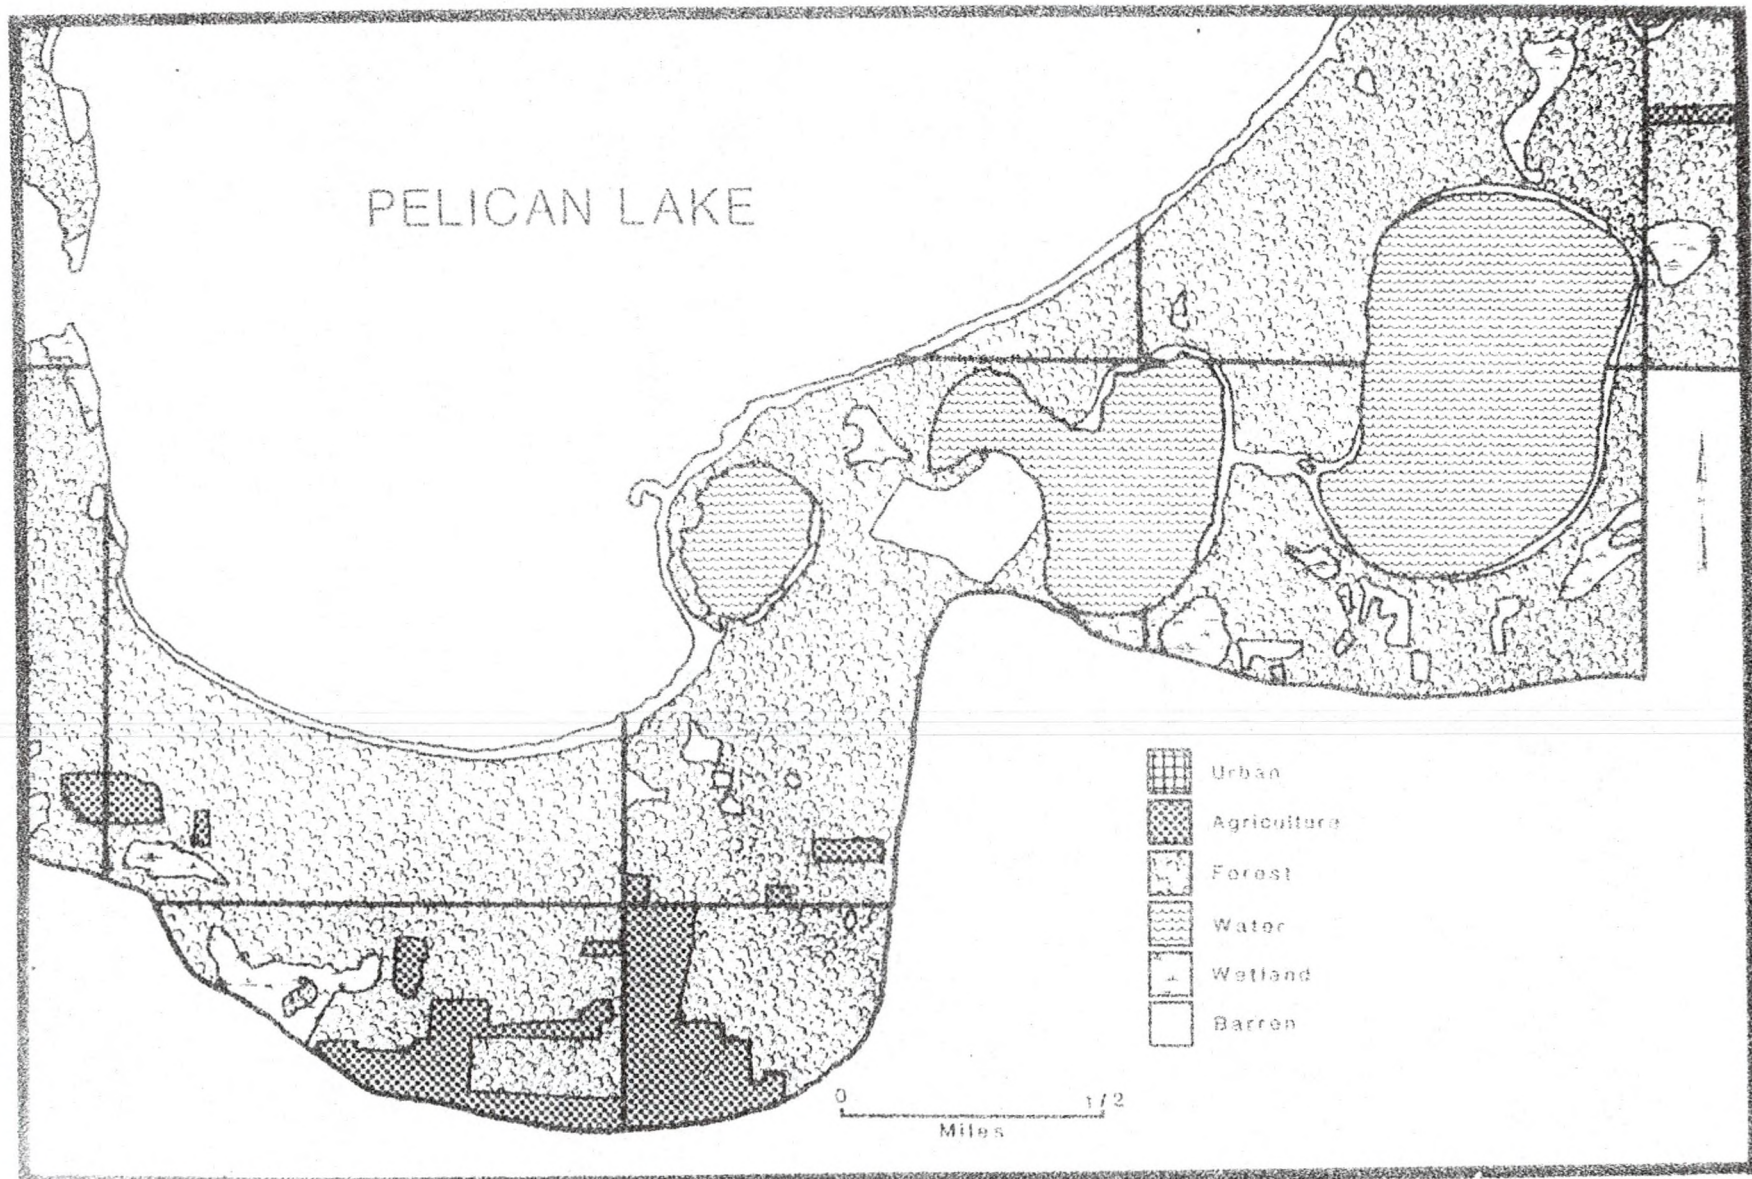 PELICAN LAKE
Urban
Agriculture
Forest
Water
Wetland
Barren
0 1/2
Miles